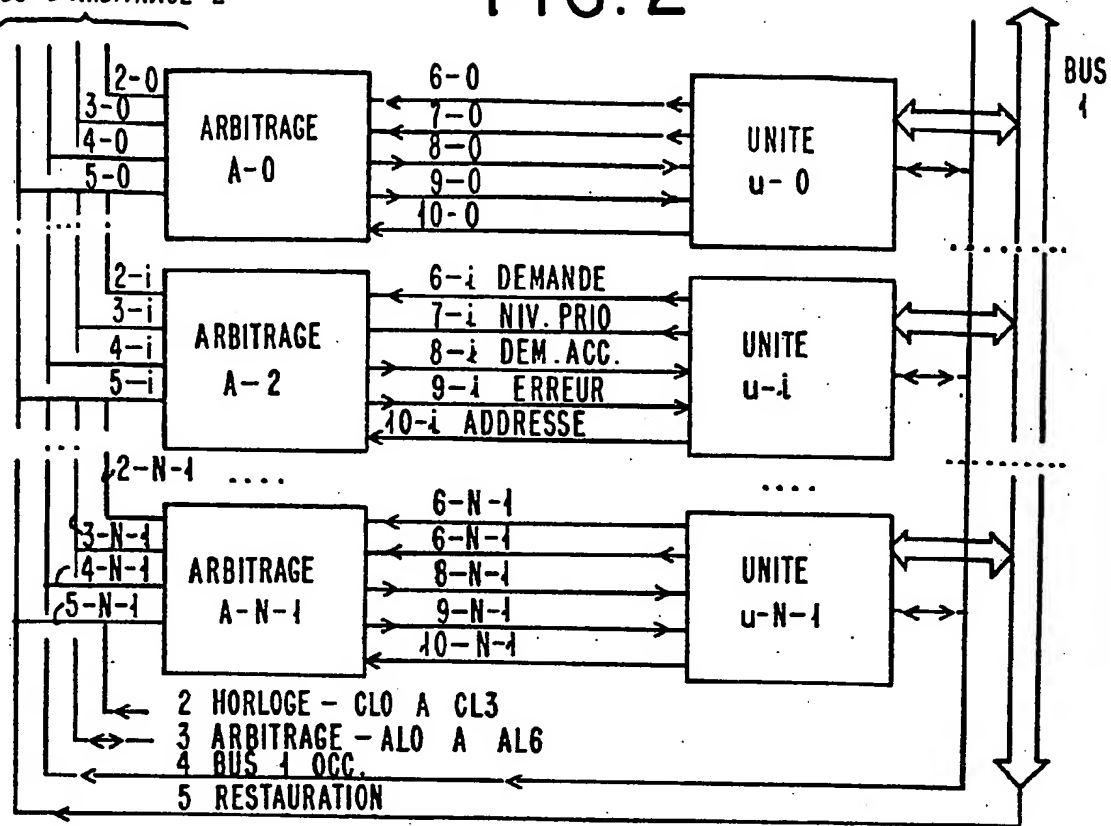 FIG. 2
BUS 1
2-0
3-0
4-0
5-0
ARBITRAGE A-0
6-0
7-0
8-0
9-0
10-0
UNITE u-0
2-i
3-i
4-i
5-i
ARBITRAGE A-2
6-i DEMANDE
7-i NIV. PRIO
8-i DEM. ACC.
9-i ERREUR
10-i ADDRESSE
UNITE u-i
2-N-1
3-N-1
4-N-1
5-N-1
ARBITRAGE A-N-1
6-N-1
6-N-1
8-N-1
9-N-1
10-N-1
UNITE u-N-1
2 HORLOGE - CL0 A CL3
3 ARBITRAGE - AL0 A AL6
4 BUS 1 OCC.
5 RESTAURATION